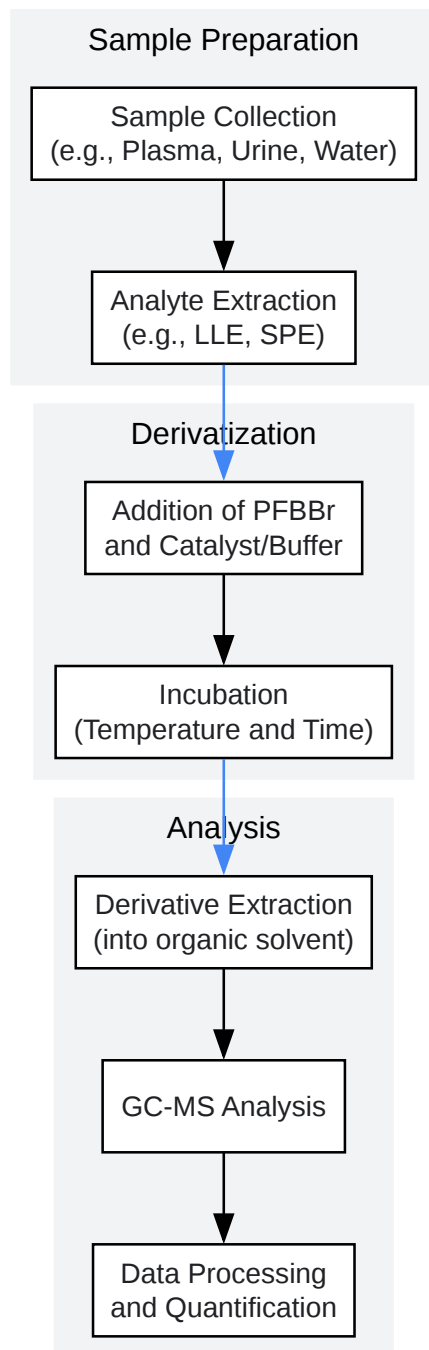 Sample Preparation
Sample Collection
(e.g., Plasma, Urine, Water)
Analyte Extraction
(e.g., LLE, SPE)
Derivatization
Addition of PFBBr
and Catalyst/Buffer
Incubation
(Temperature and Time)
Analysis
Derivative Extraction
(into organic solvent)
GC-MS Analysis
Data Processing
and Quantification